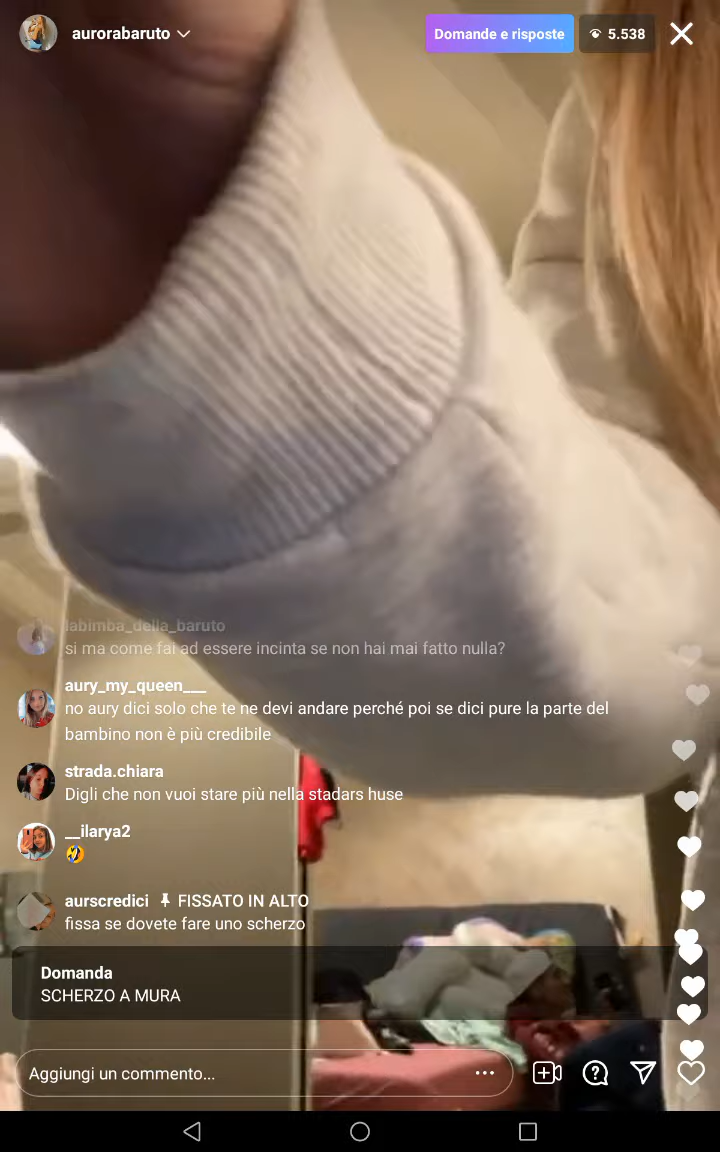 aurorabaruto
Domande e risposte
5.538
labimba_della_baruto
si ma come fai ad essere incinta se non hai mai fatto nulla?
aury_my_queen___
no aury dici solo che te ne devi andare perché poi se dici pure la parte del
bambino non è più credibile
strada.chiara
Digli che non vuoi stare più nella stadars huse
__ilarya2
🤣
aurscredici FISSATO IN ALTO
fissa se dovete fare uno scherzo
Domanda
SCHERZO A MURA
Aggiungi un commento...